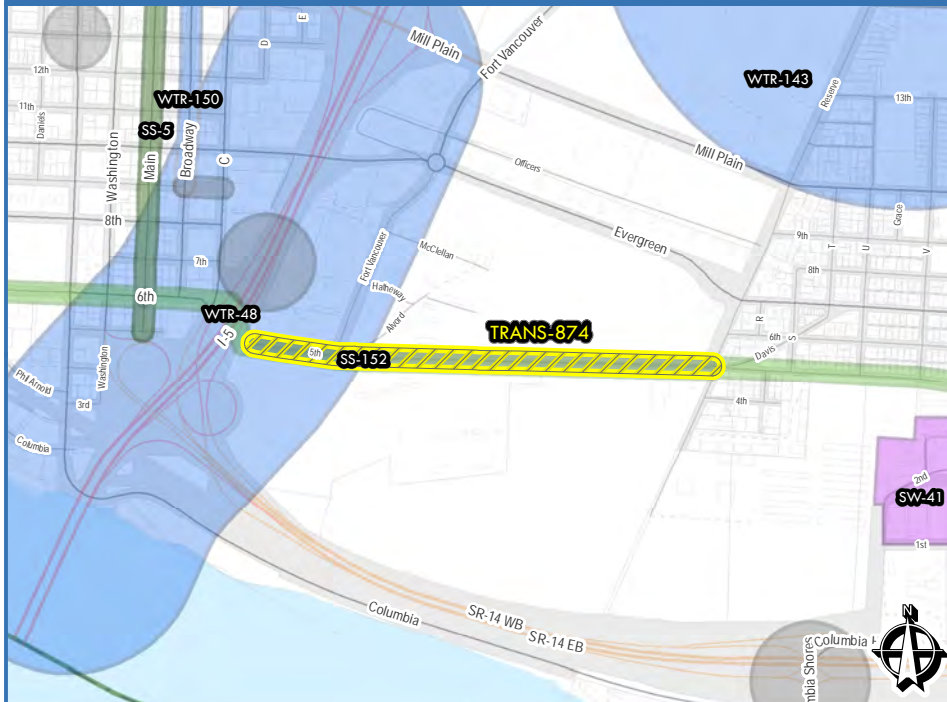 E
D
Mill Plain
Fort Vancouver
12th
WTR-143
WTR-150
Reserve
11th
Daniels
13th
SS-5
Washington
Main
Broadway
C
Mill Plain
Officers
8th
Grace
Evergreen
9th
T
U
V
McClellan
7th
Fort Vancouver
8th
Hatheway
6th
WTR-48
Alvord
R
I-5
TRANS-874
6th
S
5th
SS-152
Davis
Washington
Phil Arnold
3rd
4th
Columbia
2nd
SW-41
1st
Columbia
SR-14 WB
SR-14 EB
N